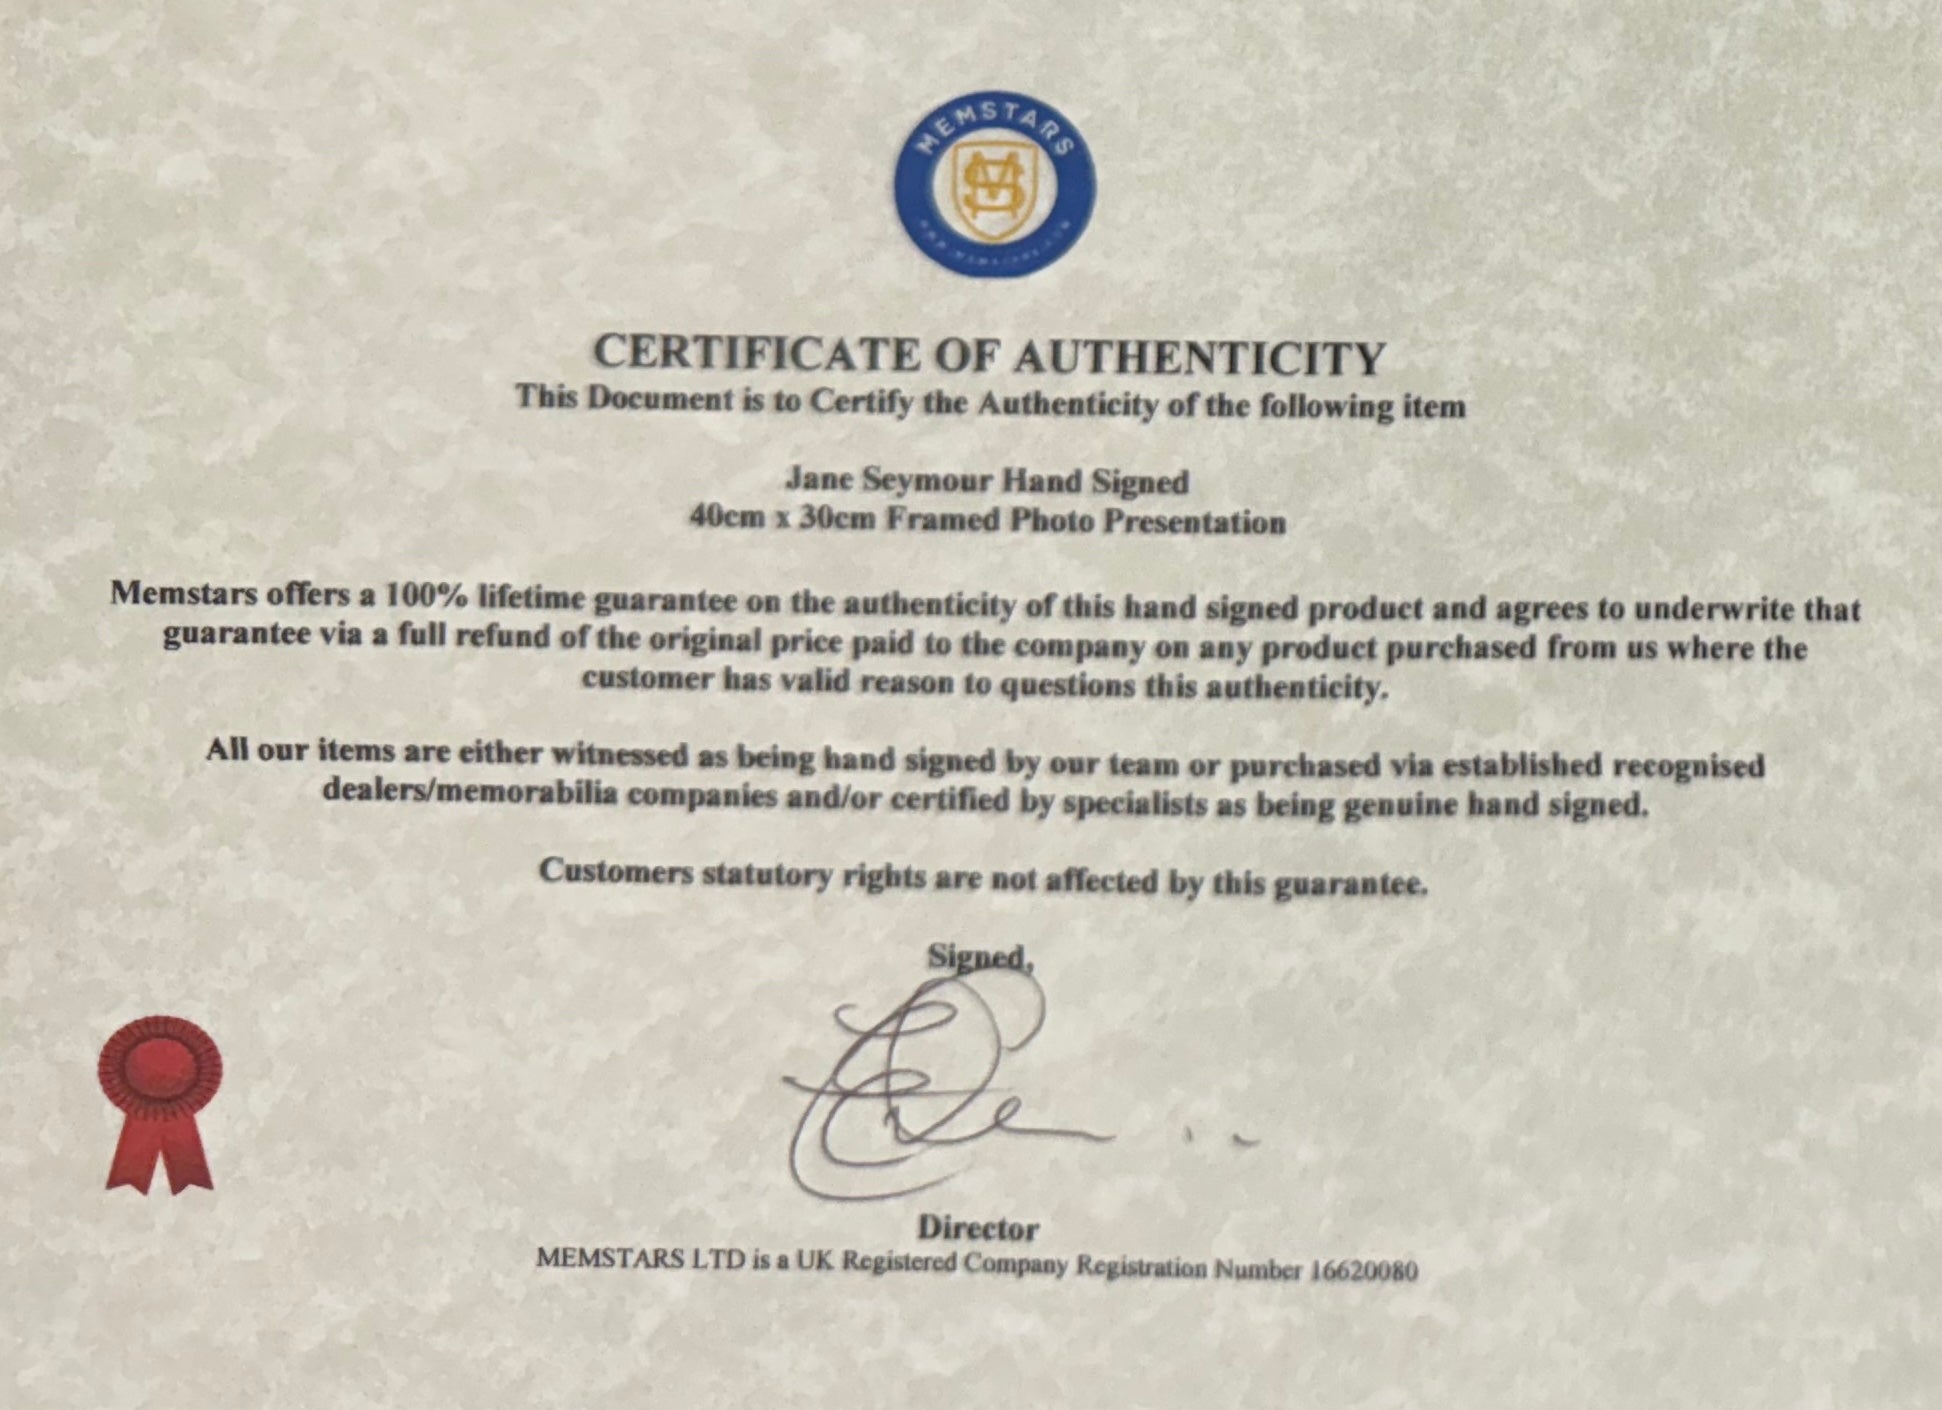 MEMSTARS
CERTIFICATE OF AUTHENTICITY
This Document is to Certify the Authenticity of the following item
Jane Seymour Hand Signed
40cm x 30cm Framed Photo Presentation
Memstars offers a 100% lifetime guarantee on the authenticity of this hand signed product and agrees to underwrite that
guarantee via a full refund of the original price paid to the company on any product purchased from us where the
customer has valid reason to questions this authenticity.
All our items are either witnessed as being hand signed by our team or purchased via established recognised
dealers/memorabilia companies and/or certified by specialists as being genuine hand signed.
Customers statutory rights are not affected by this guarantee.
Signed,
Director
MEMSTARS LTD is a UK Registered Company Registration Number 16620080